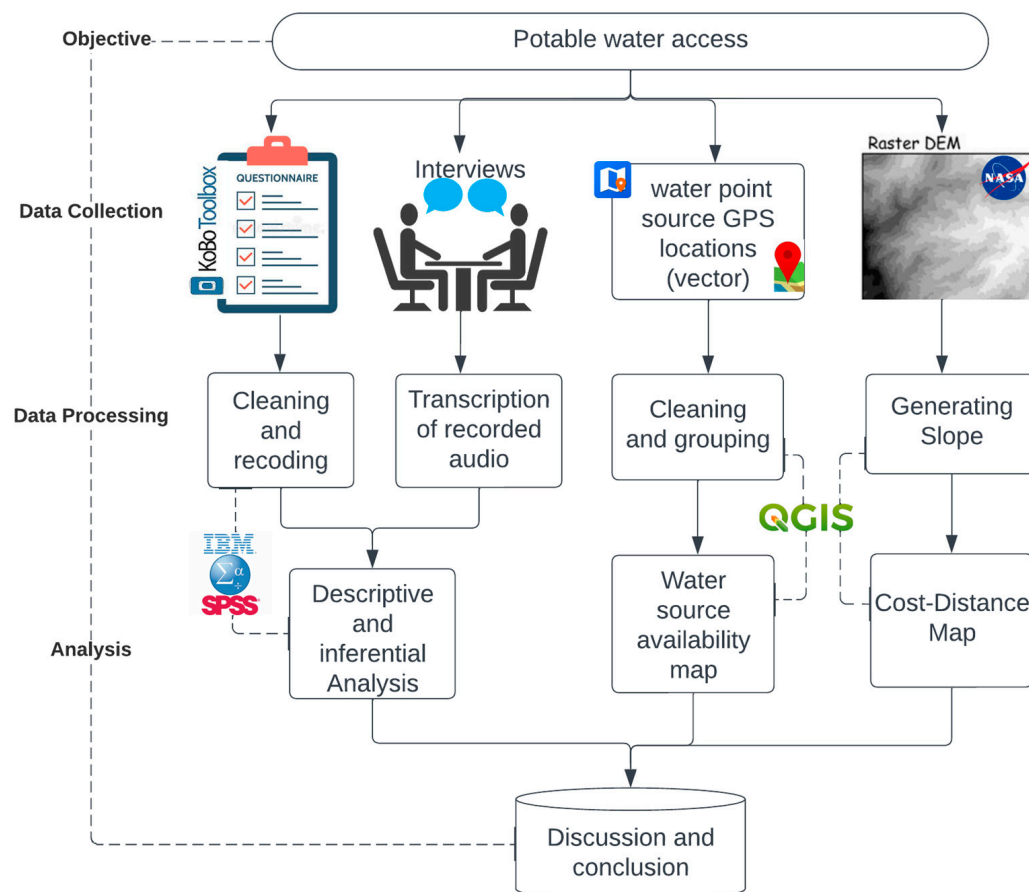 Objective
Potable water access
Raster DEM
NASA
Data Collection
KoBoToolbox
QUESTIONNAIRE
Interviews
water point
source GPS
locations
(vector)
Data Processing
Cleaning
and
recoding
Transcription
of recorded
audio
Cleaning
and grouping
Generating
Slope
QGIS
IBM
Σα
÷
SPSS
Analysis
Descriptive
and
inferential
Analysis
Water
source
availability
map
Cost-Distance
Map
Discussion and
conclusion